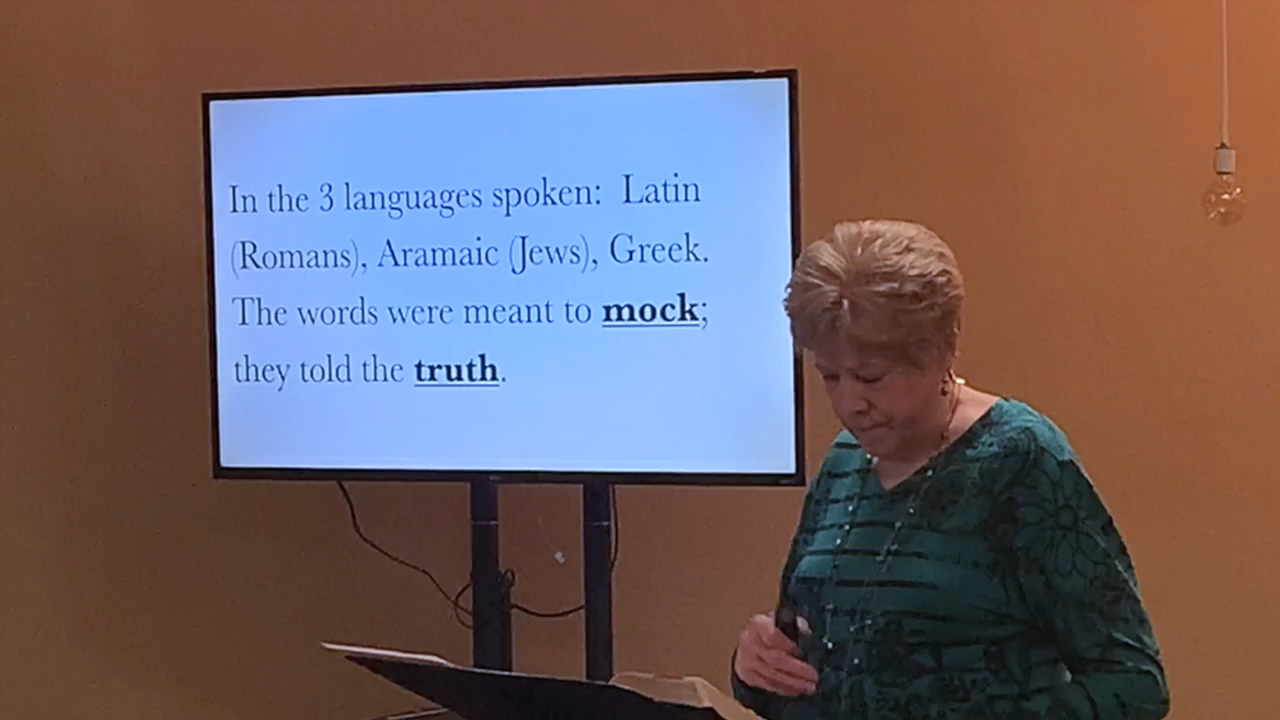 In the 3 languages spoken: Latin
(Romans), Aramaic (Jews), Greek.
The words were meant to mock;
they told the truth.